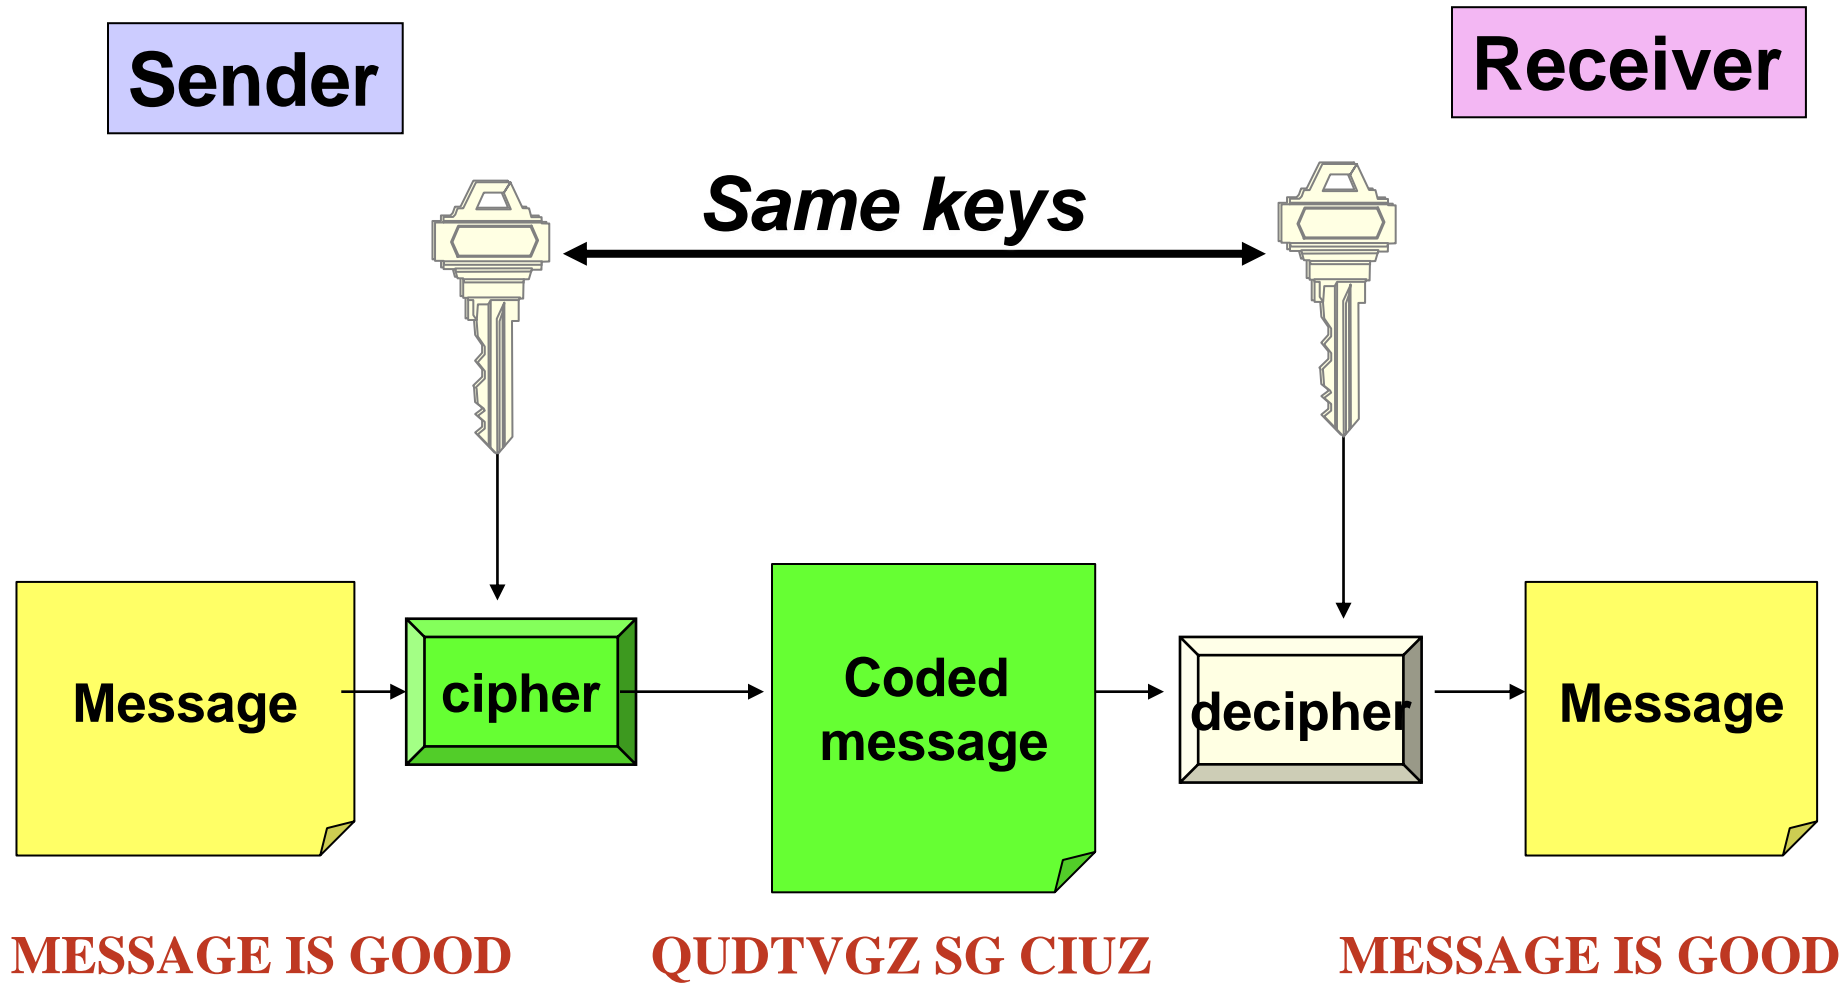 Sender
Receiver
Same keys
Message
cipher
Coded
message
decipher
Message
MESSAGE IS GOOD
QUDTVGZ SG CIUZ
MESSAGE IS GOOD